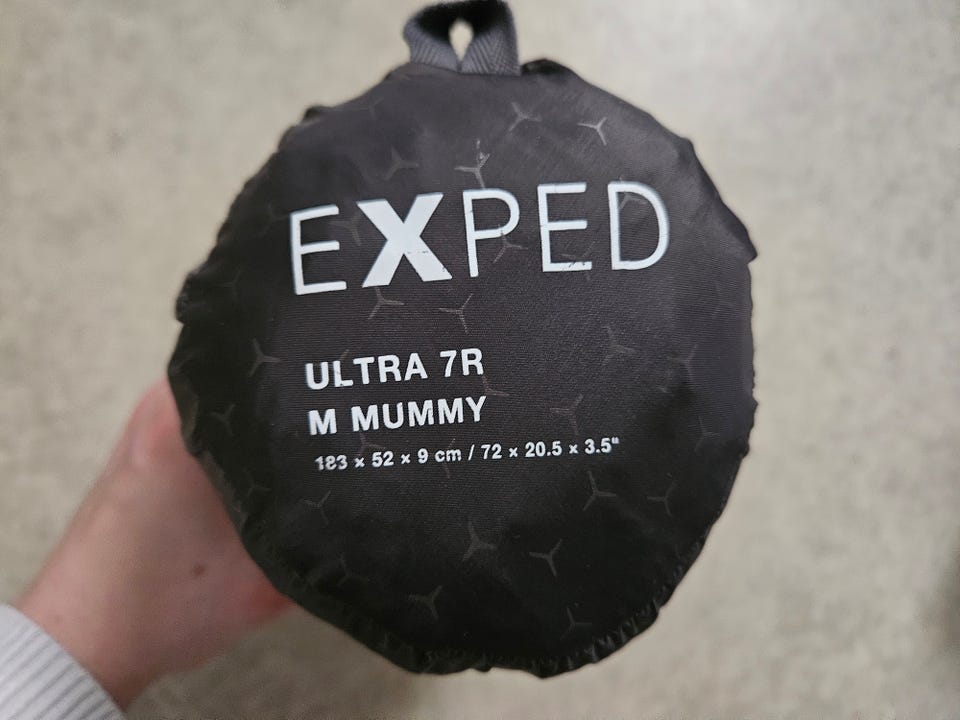 EXPED
ULTRA 7R
M MUMMY
183 x 52 x 9 cm / 72 x 20.5 x 3.5"